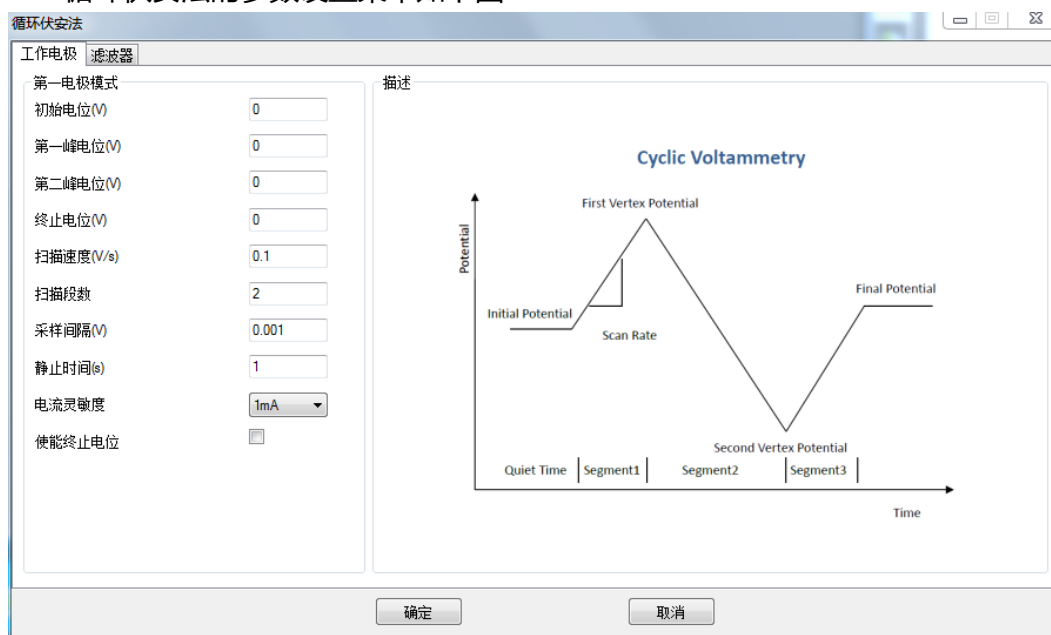 循环伏安法
工作电极 滤波器
第一电极模式
初始电位(V) 0
第一峰电位(V) 0
第二峰电位(V) 0
终止电位(V) 0
扫描速度(V/s) 0.1
扫描段数 2
采样间隔(V) 0.001
静止时间(s) 1
电流灵敏度 1mA
使能终止电位
描述
Cyclic Voltammetry
First Vertex Potential
Potential
Final Potential
Initial Potential
Scan Rate
Second Vertex Potential
Quiet Time Segment1 Segment2 Segment3
Time
确定 取消